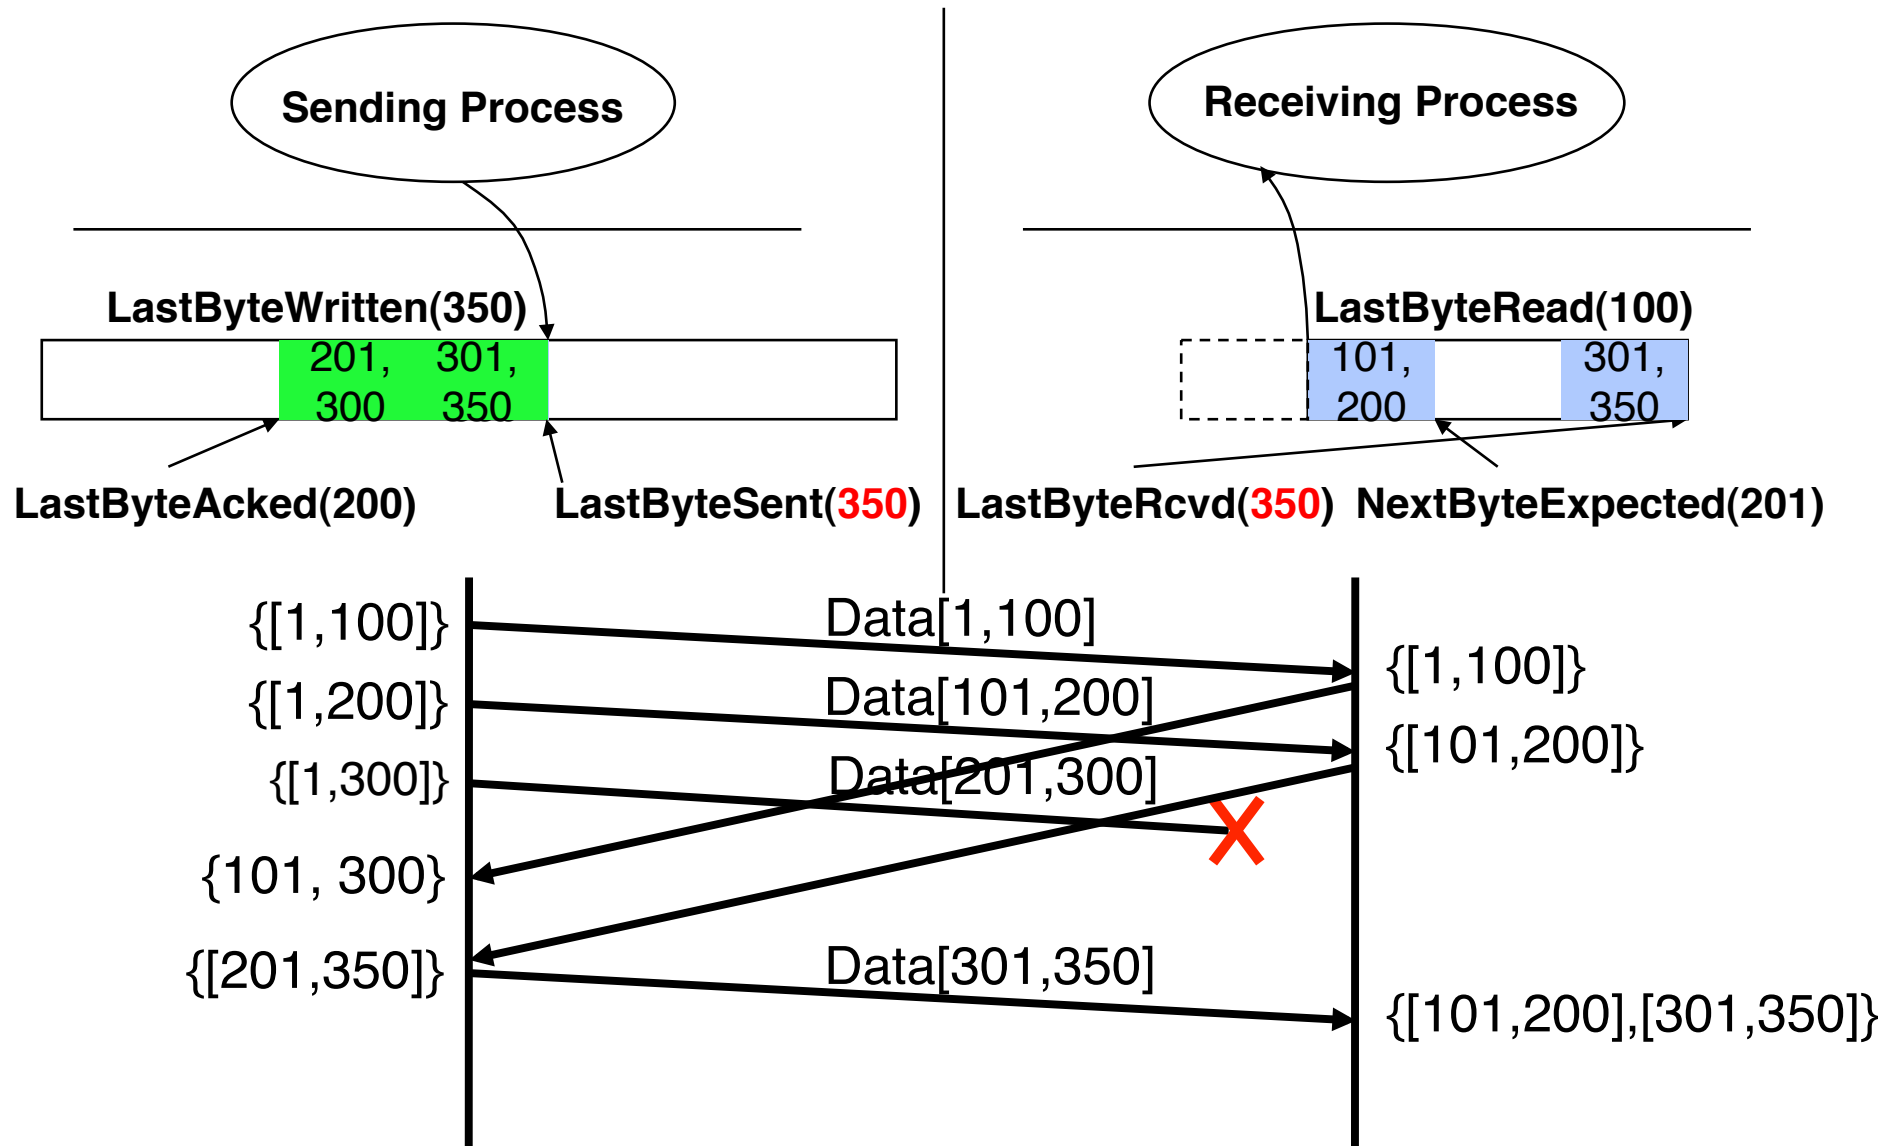 Sending Process
Receiving Process
LastByteWritten(350)
LastByteRead(100)
201,
300
301,
350
101,
200
301,
350
LastByteAcked(200)
LastByteSent(350)
LastByteRcvd(350)
NextByteExpected(201)
{[1,100]}
Data[1,100]
{[1,100]}
{[1,200]}
Data[101,200]
{[101,200]}
{[1,300]}
Data[201,300]
{101, 300}
{[201,350]}
Data[301,350]
{[101,200],[301,350]}